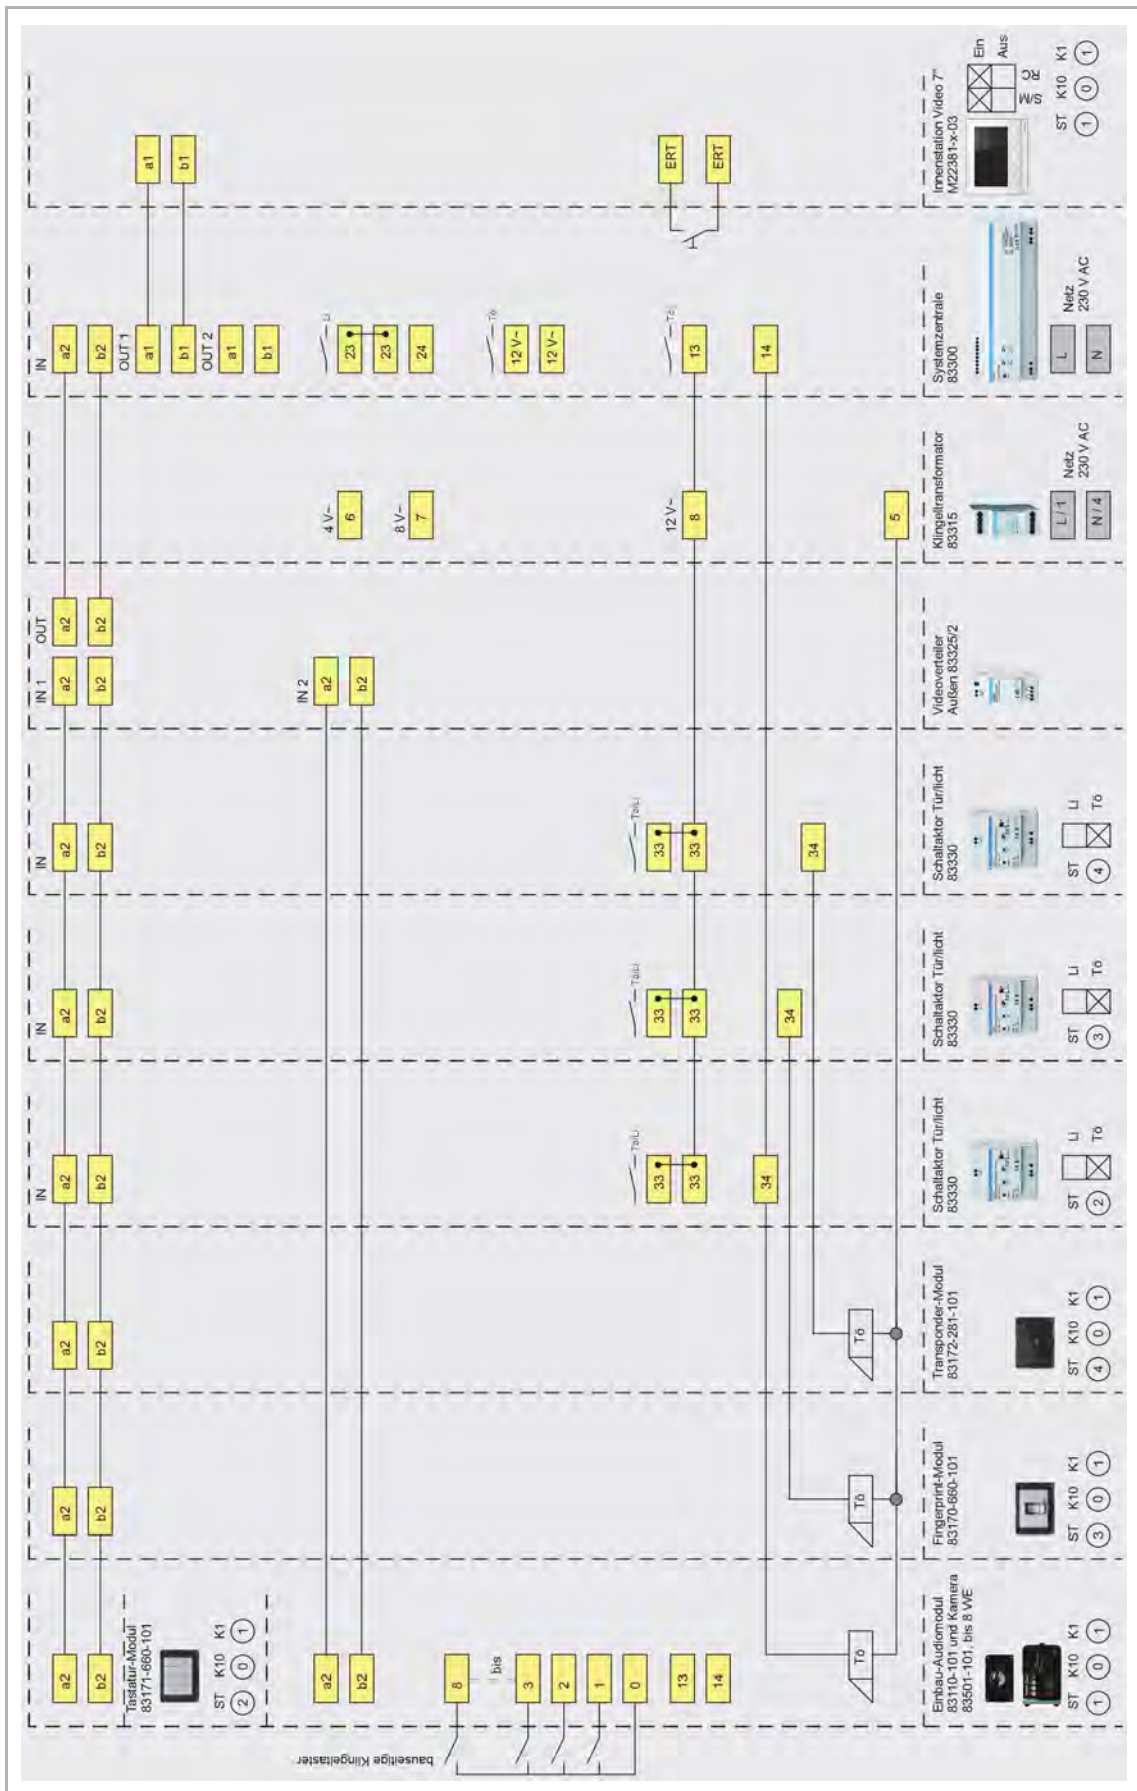 bauseitige Klingeltaster
a2
b2
Tastatur-Modul
83171-660-101
ST K10 K1
2 0 1
a2
b2
8
bis
3
2
1
0
13
14
Tö
Einbau-Audiomodul
83110-101 und Kamera
83501-101, bis 8 WE
ST K10 K1
1 0 1
a2
b2
Tö
Fingerprint-Modul
83170-660-101
ST K10 K1
3 0 1
a2
b2
Tö
Transponder-Modul
83172-281-101
ST K10 K1
4 0 1
IN
a2
b2
Tö/Li
33
33
34
Schaltaktor Tür/licht
83330
ST Li
2 Tö
IN
a2
b2
Tö/Li
33
33
34
Schaltaktor Tür/licht
83330
ST Li
3 Tö
IN
a2
b2
Tö/Li
33
33
34
Schaltaktor Tür/licht
83330
ST Li
4 Tö
IN 1 OUT
a2 a2
b2 b2
IN 2
a2
b2
Videoverteiler
Außen 83325/2
4 V~
6
8 V~
7
12 V~
8
5
Klingeltransformator
83315
L / 1
N / 4
Netz
230 V AC
IN
a2
b2
OUT 1
a1
b1
OUT 2
a1
b1
Li
23
23
24
Tö
12 V~
12 V~
Tö
13
14
Systemzentrale
83300
L
N
Netz
230 V AC
a1
b1
ERT
ERT
Innenstation Video 7"
M22381-x-03
Ein
Aus
S/M RC
ST K10 K1
1 0 1